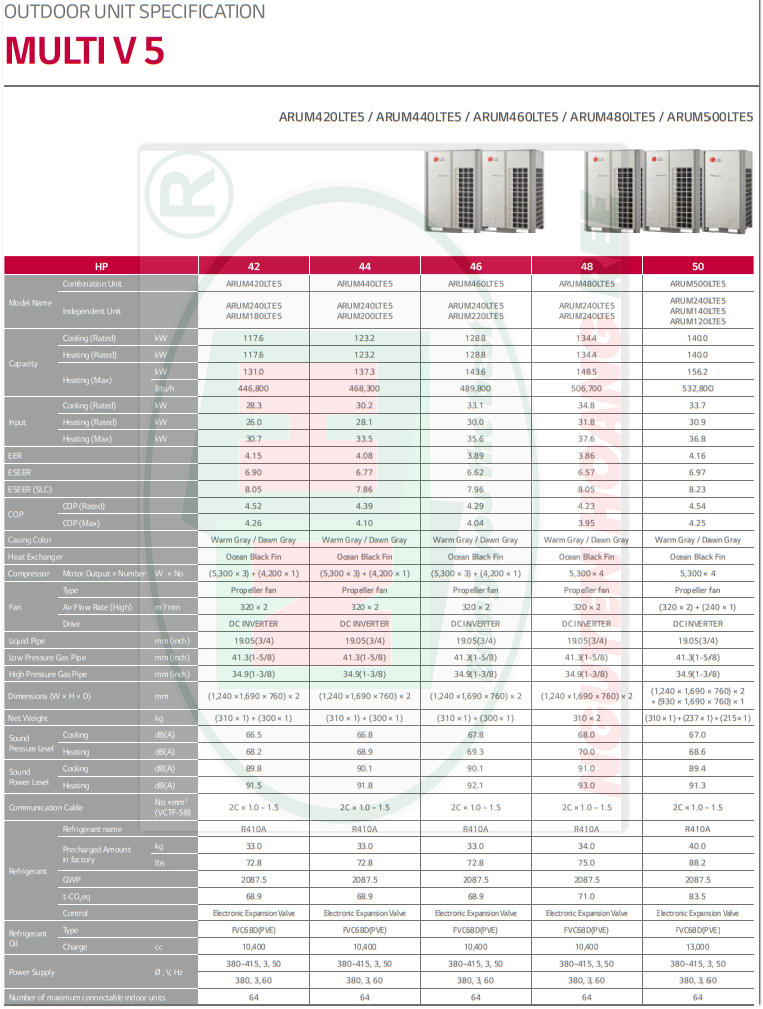 OUTDOOR UNIT SPECIFICATION
MULTI V 5
ARUM420LTE5 / ARUM440LTE5 / ARUM460LTE5 / ARUM480LTE5 / ARUM500LTE5
LG LG LG LG LG
®
HP 42 44 46 48 50
Model Name Combination Unit ARUM420LTE5 ARUM440LTE5 ARUM460LTE5 ARUM480LTE5 ARUM500LTE5
Independent Unit ARUM240LTE5 ARUM240LTE5 ARUM240LTE5 ARUM240LTE5 ARUM240LTE5
ARUM180LTE5 ARUM200LTE5 ARUM220LTE5 ARUM240LTE5 ARUM140LTE5
ARUM120LTE5
Capacity Cooling (Rated) kW 117.6 123.2 128.8 134.4 140.0
Heating (Rated) kW 117.6 123.2 128.8 134.4 140.0
Heating (Max) kW 131.0 137.3 143.6 148.5 156.2
Btu/h 446,800 468,300 489,800 506,700 532,800
Input Cooling (Rated) kW 28.3 30.2 33.1 34.8 33.7
Heating (Rated) kW 26.0 28.1 30.0 31.8 30.9
Heating (Max) kW 30.7 33.5 35.6 37.6 36.8
EER 4.15 4.08 3.89 3.86 4.16
ESEER 6.90 6.77 6.62 6.57 6.97
ESEER (SLC) 8.05 7.86 7.96 8.05 8.23
COP COP (Rated) 4.52 4.39 4.29 4.23 4.54
COP (Max) 4.26 4.10 4.04 3.95 4.25
Casing Color Warm Gray / Dawn Gray Warm Gray / Dawn Gray Warm Gray / Dawn Gray Warm Gray / Dawn Gray Warm Gray / Dawn Gray
Heat Exchanger Ocean Black Fin Ocean Black Fin Ocean Black Fin Ocean Black Fin Ocean Black Fin
Compressor Motor Output × Number W × No. (5,300 × 3) + (4,200 × 1) (5,300 × 3) + (4,200 × 1) (5,300 × 3) + (4,200 × 1) 5,300 × 4 5,300 × 4
Fan Type Propeller fan Propeller fan Propeller fan Propeller fan Propeller fan
Air Flow Rate (High) m³/min 320 × 2 320 × 2 320 × 2 320 × 2 (320 × 2) + (240 × 1)
Drive DC INVERTER DC INVERTER DC INVERTER DC INVERTER DC INVERTER
Liquid Pipe mm (inch) 19.05(3/4) 19.05(3/4) 19.05(3/4) 19.05(3/4) 19.05(3/4)
Low Pressure Gas Pipe mm (inch) 41.3(1-5/8) 41.3(1-5/8) 41.3(1-5/8) 41.3(1-5/8) 41.3(1-5/8)
High Pressure Gas Pipe mm (inch) 34.9(1-3/8) 34.9(1-3/8) 34.9(1-3/8) 34.9(1-3/8) 34.9(1-3/8)
Dimensions (W × H × D) mm (1,240 ×1,690 × 760) × 2 (1,240 ×1,690 × 760) × 2 (1,240 ×1,690 × 760) × 2 (1,240 ×1,690 × 760) × 2 (1,240 × 1,690 × 760) × 2
+ (930 × 1,690 × 760) × 1
Net Weight kg (310 × 1) + (300 × 1) (310 × 1) + (300 × 1) (310 × 1) + (300 × 1) 310 × 2 (310 × 1) + (237 × 1) + (215× 1)
Sound Pressure Level Cooling dB(A) 66.5 66.8 67.8 68.0 67.0
Heating dB(A) 68.2 68.9 69.3 70.0 68.6
Sound Power Level Cooling dB(A) 89.8 90.1 90.1 91.0 89.4
Heating dB(A) 91.5 91.8 92.1 93.0 91.3
Communication Cable No.×mm² (VCTF-SB) 2C × 1.0 – 1.5 2C × 1.0 – 1.5 2C × 1.0 – 1.5 2C × 1.0 – 1.5 2C × 1.0 – 1.5
Refrigerant Refrigerant name R410A R410A R410A R410A R410A
Precharged Amount in factory kg 33.0 33.0 33.0 34.0 40.0
lbs 72.8 72.8 72.8 75.0 88.2
GWP 2087.5 2087.5 2087.5 2087.5 2087.5
t-CO₂eq 68.9 68.9 68.9 71.0 83.5
Control Electronic Expansion Valve Electronic Expansion Valve Electronic Expansion Valve Electronic Expansion Valve Electronic Expansion Valve
Refrigerant Oil Type FVC68D(PVE) FVC68D(PVE) FVC68D(PVE) FVC68D(PVE) FVC68D(PVE)
Charge cc 10,400 10,400 10,400 10,400 13,000
Power Supply Ø , V, Hz 380–415, 3, 50 380–415, 3, 50 380–415, 3, 50 380–415, 3, 50 380–415, 3, 50
380, 3, 60 380, 3, 60 380, 3, 60 380, 3, 60 380, 3, 60
Number of maximum connectable indoor units 64 64 64 64 64